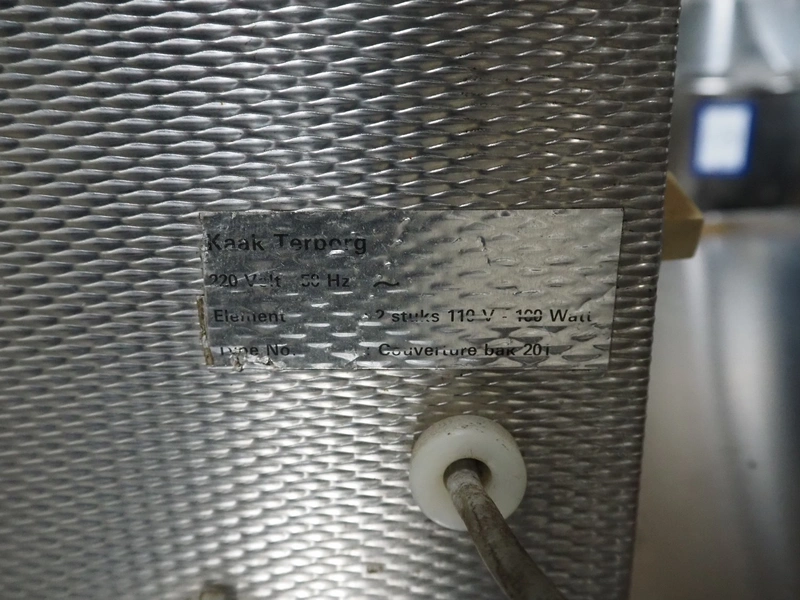 Kaak Terborg
220 Volt 50 Hz ~
Element : 2 stuks 110 V - 100 Watt
Type No. : Couverture bak 20 l